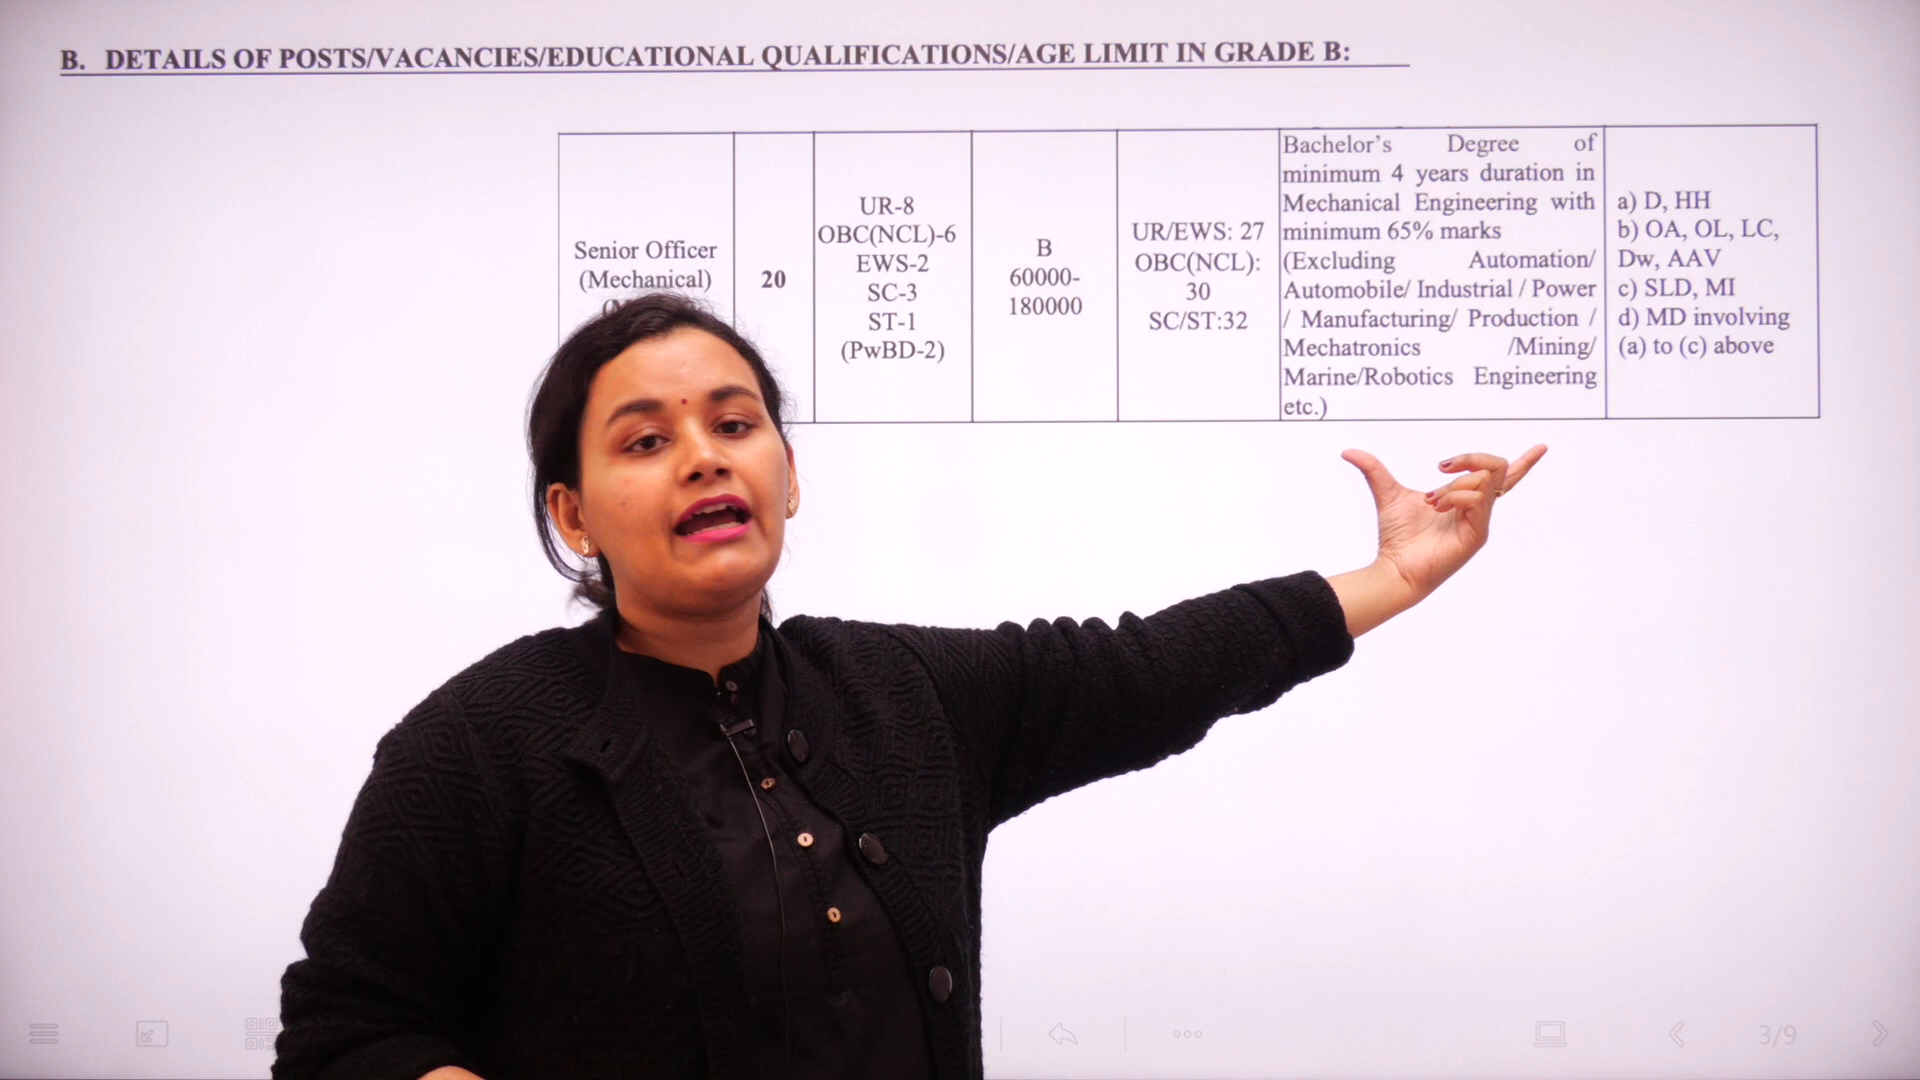 B. DETAILS OF POSTS/VACANCIES/EDUCATIONAL QUALIFICATIONS/AGE LIMIT IN GRADE B:
Senior Officer
(Mechanical)
20
UR-8
OBC(NCL)-6
EWS-2
SC-3
ST-1
(PwBD-2)
B
60000-
180000
UR/EWS: 27
OBC(NCL):
30
SC/ST:32
Bachelor's Degree of
minimum 4 years duration in
Mechanical Engineering with
minimum 65% marks
(Excluding Automation/
Automobile/ Industrial / Power
/ Manufacturing/ Production /
Mechatronics /Mining/
Marine/Robotics Engineering
etc.)
a) D, HH
b) OA, OL, LC,
Dw, AAV
c) SLD, MI
d) MD involving
(a) to (c) above
3/9